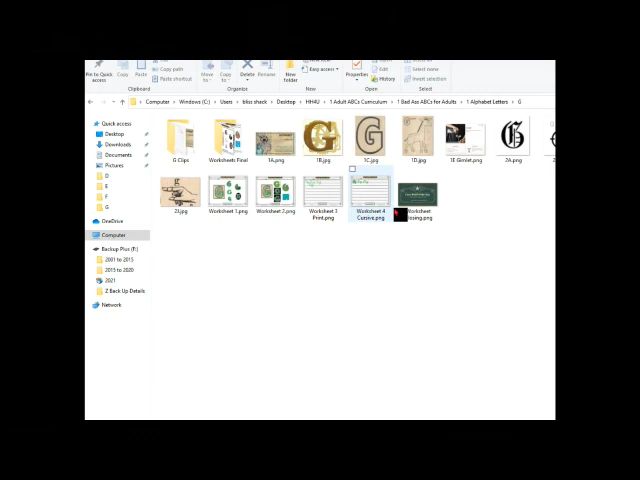 Pin to Quick access
Copy
Paste
Copy path
Paste shortcut
Move to
Copy to
Delete
Rename
New folder
Easy access
Properties
Edit
History
Select none
Invert selection
Clipboard
Organize
New
Open
Select
Computer > Windows (C:) > Users > bliss sheck > Desktop > HH4U > 1 Adult ABCs Curriculum > 1 Bad Ass ABCs for Adults > 1 Alphabet Letters > G
Quick access
Desktop
Downloads
Documents
Pictures
D
E
F
G
OneDrive
Computer
Backup Plus (F:)
2001 to 2015
2015 to 2020
2021
Z Back Up Details
Network
G Clips
Worksheets Final
1A.png
1B.jpg
1C.jpg
1D.jpg
1E Gimlet.png
2A.png
2J.jpg
Worksheet 1.png
Worksheet 2.png
Worksheet 3 Print.png
Worksheet 4 Cursive.png